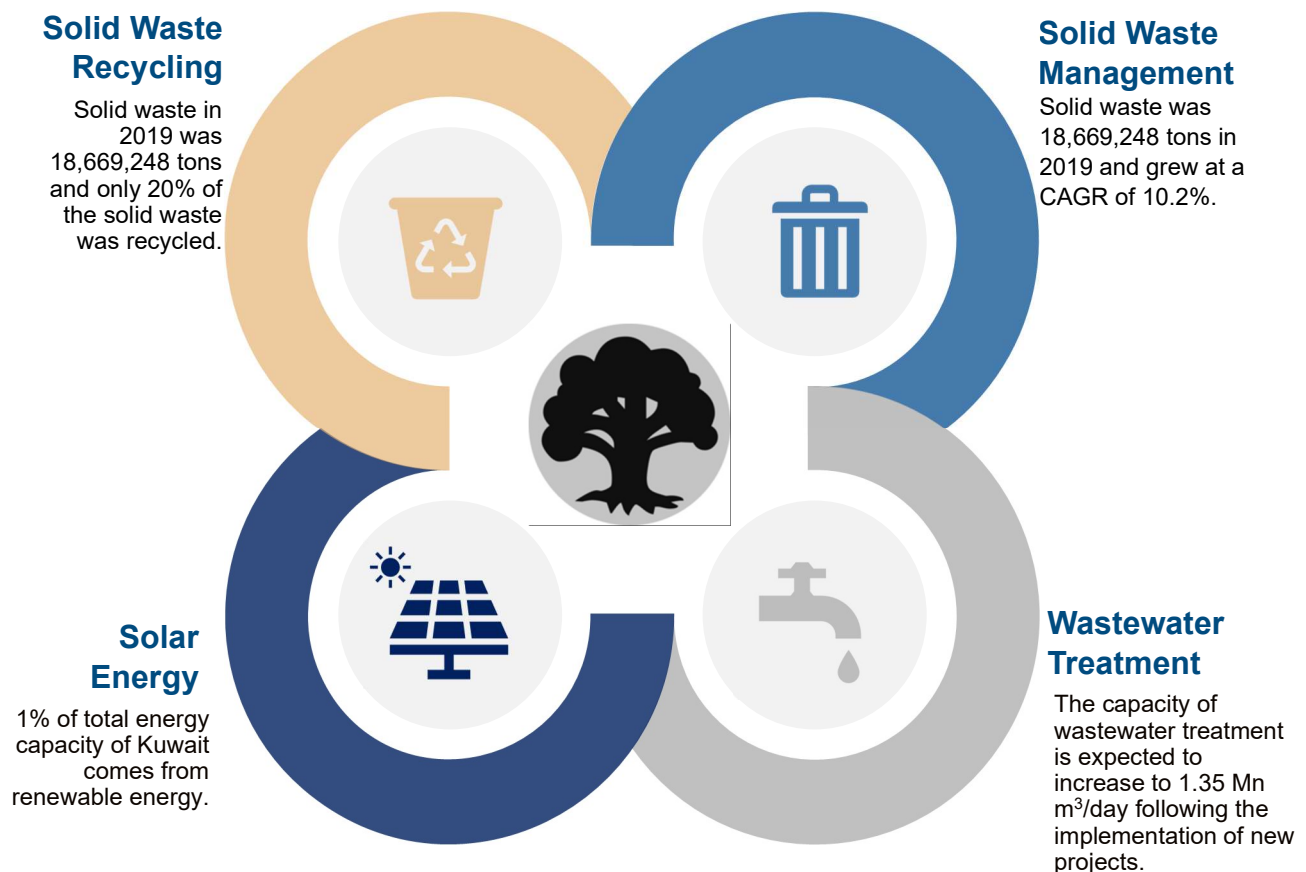 Solid Waste
Recycling
Solid waste in
2019 was
18,669,248 tons
and only 20% of
the solid waste
was recycled.
Solid Waste
Management
Solid waste was
18,669,248 tons in
2019 and grew at a
CAGR of 10.2%.
Solar
Energy
1% of total energy
capacity of Kuwait
comes from
renewable energy.
Wastewater
Treatment
The capacity of
wastewater treatment
is expected to
increase to 1.35 Mn
m³/day following the
implementation of new
projects.